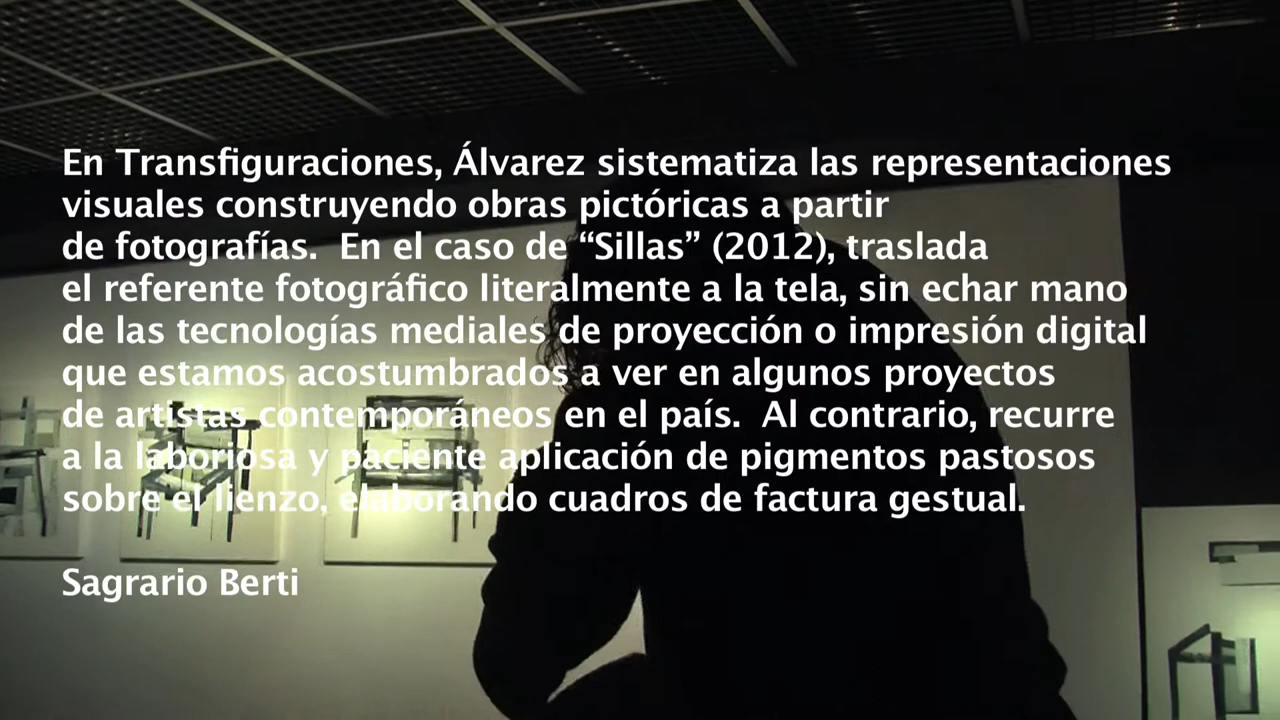 En Transfiguraciones, Álvarez sistematiza las representaciones
visuales construyendo obras pictóricas a partir
de fotografías.  En el caso de “Sillas” (2012), traslada
el referente fotográfico literalmente a la tela, sin echar mano
de las tecnologías mediales de proyección o impresión digital
que estamos acostumbrados a ver en algunos proyectos
de artistas contemporáneos en el país.  Al contrario, recurre
a la laboriosa y paciente aplicación de pigmentos pastosos
sobre el lienzo, elaborando cuadros de factura gestual.
Sagrario Berti